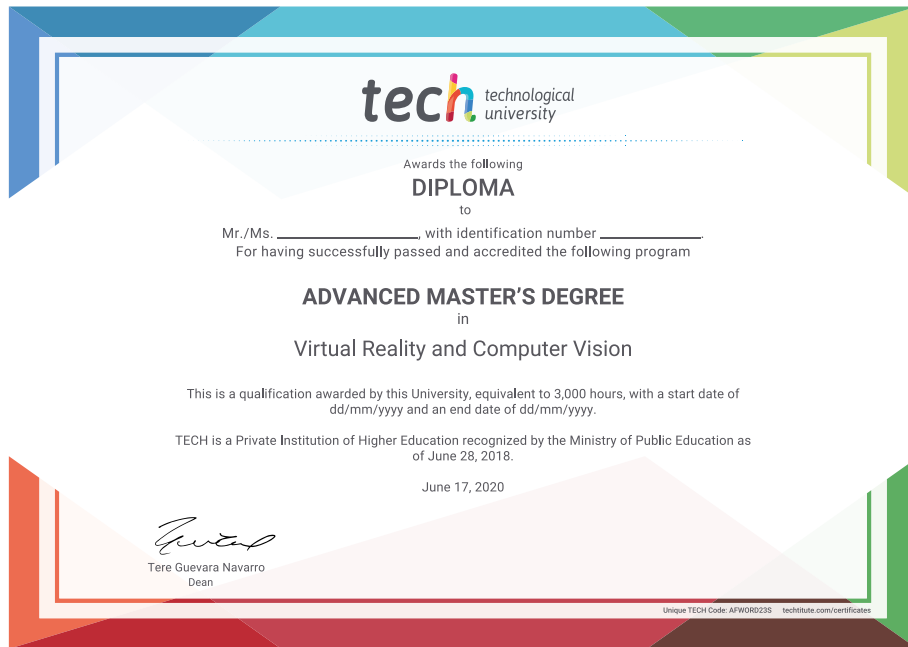 tech technological
university
Awards the following
DIPLOMA
to
Mr./Ms. ____________________, with identification number ______________.
For having successfully passed and accredited the following program
ADVANCED MASTER’S DEGREE
in
Virtual Reality and Computer Vision
This is a qualification awarded by this University, equivalent to 3,000 hours, with a start date of
dd/mm/yyyy and an end date of dd/mm/yyyy.
TECH is a Private Institution of Higher Education recognized by the Ministry of Public Education as
of June 28, 2018.
June 17, 2020
Tere Guevara Navarro
Dean
Unique TECH Code: AFWORD23S techtitute.com/certificates